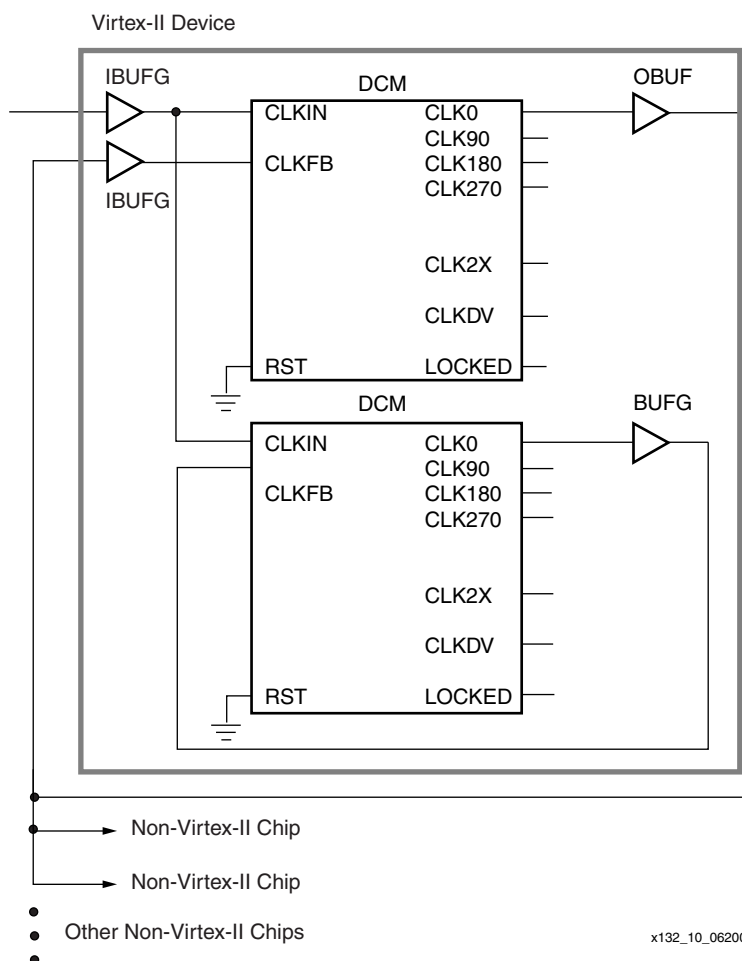 Virtex-II Device
IBUFG
DCM
OBUF
CLKIN
CLK0
CLK90
CLKFB
CLK180
CLK270
IBUFG
CLK2X
CLKDV
RST
LOCKED
DCM
BUFG
CLKIN
CLK0
CLK90
CLKFB
CLK180
CLK270
CLK2X
CLKDV
RST
LOCKED
Non-Virtex-II Chip
Non-Virtex-II Chip
Other Non-Virtex-II Chips
x132_10_06200